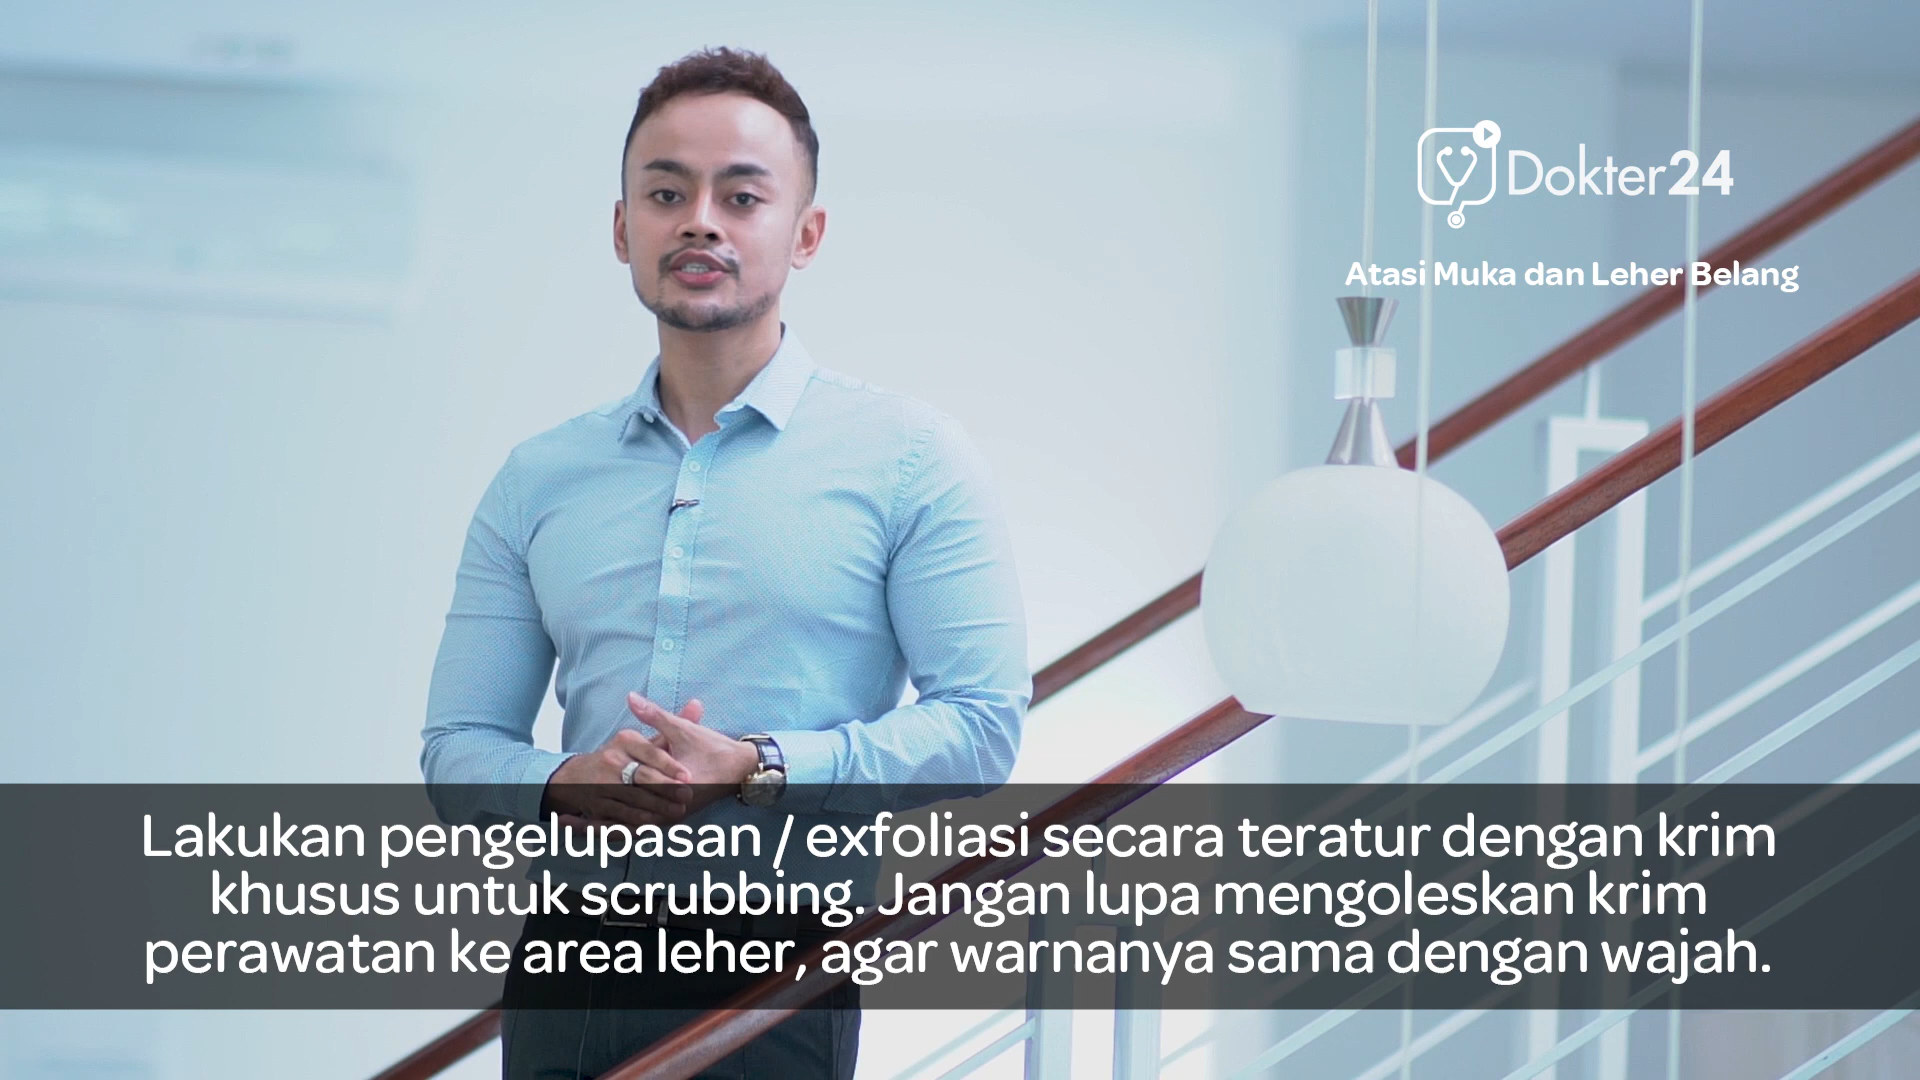 Dokter24
Atasi Muka dan Leher Belang
Lakukan pengelupasan / exfoliasi secara teratur dengan krim
khusus untuk scrubbing. Jangan lupa mengoleskan krim
perawatan ke area leher, agar warnanya sama dengan wajah.